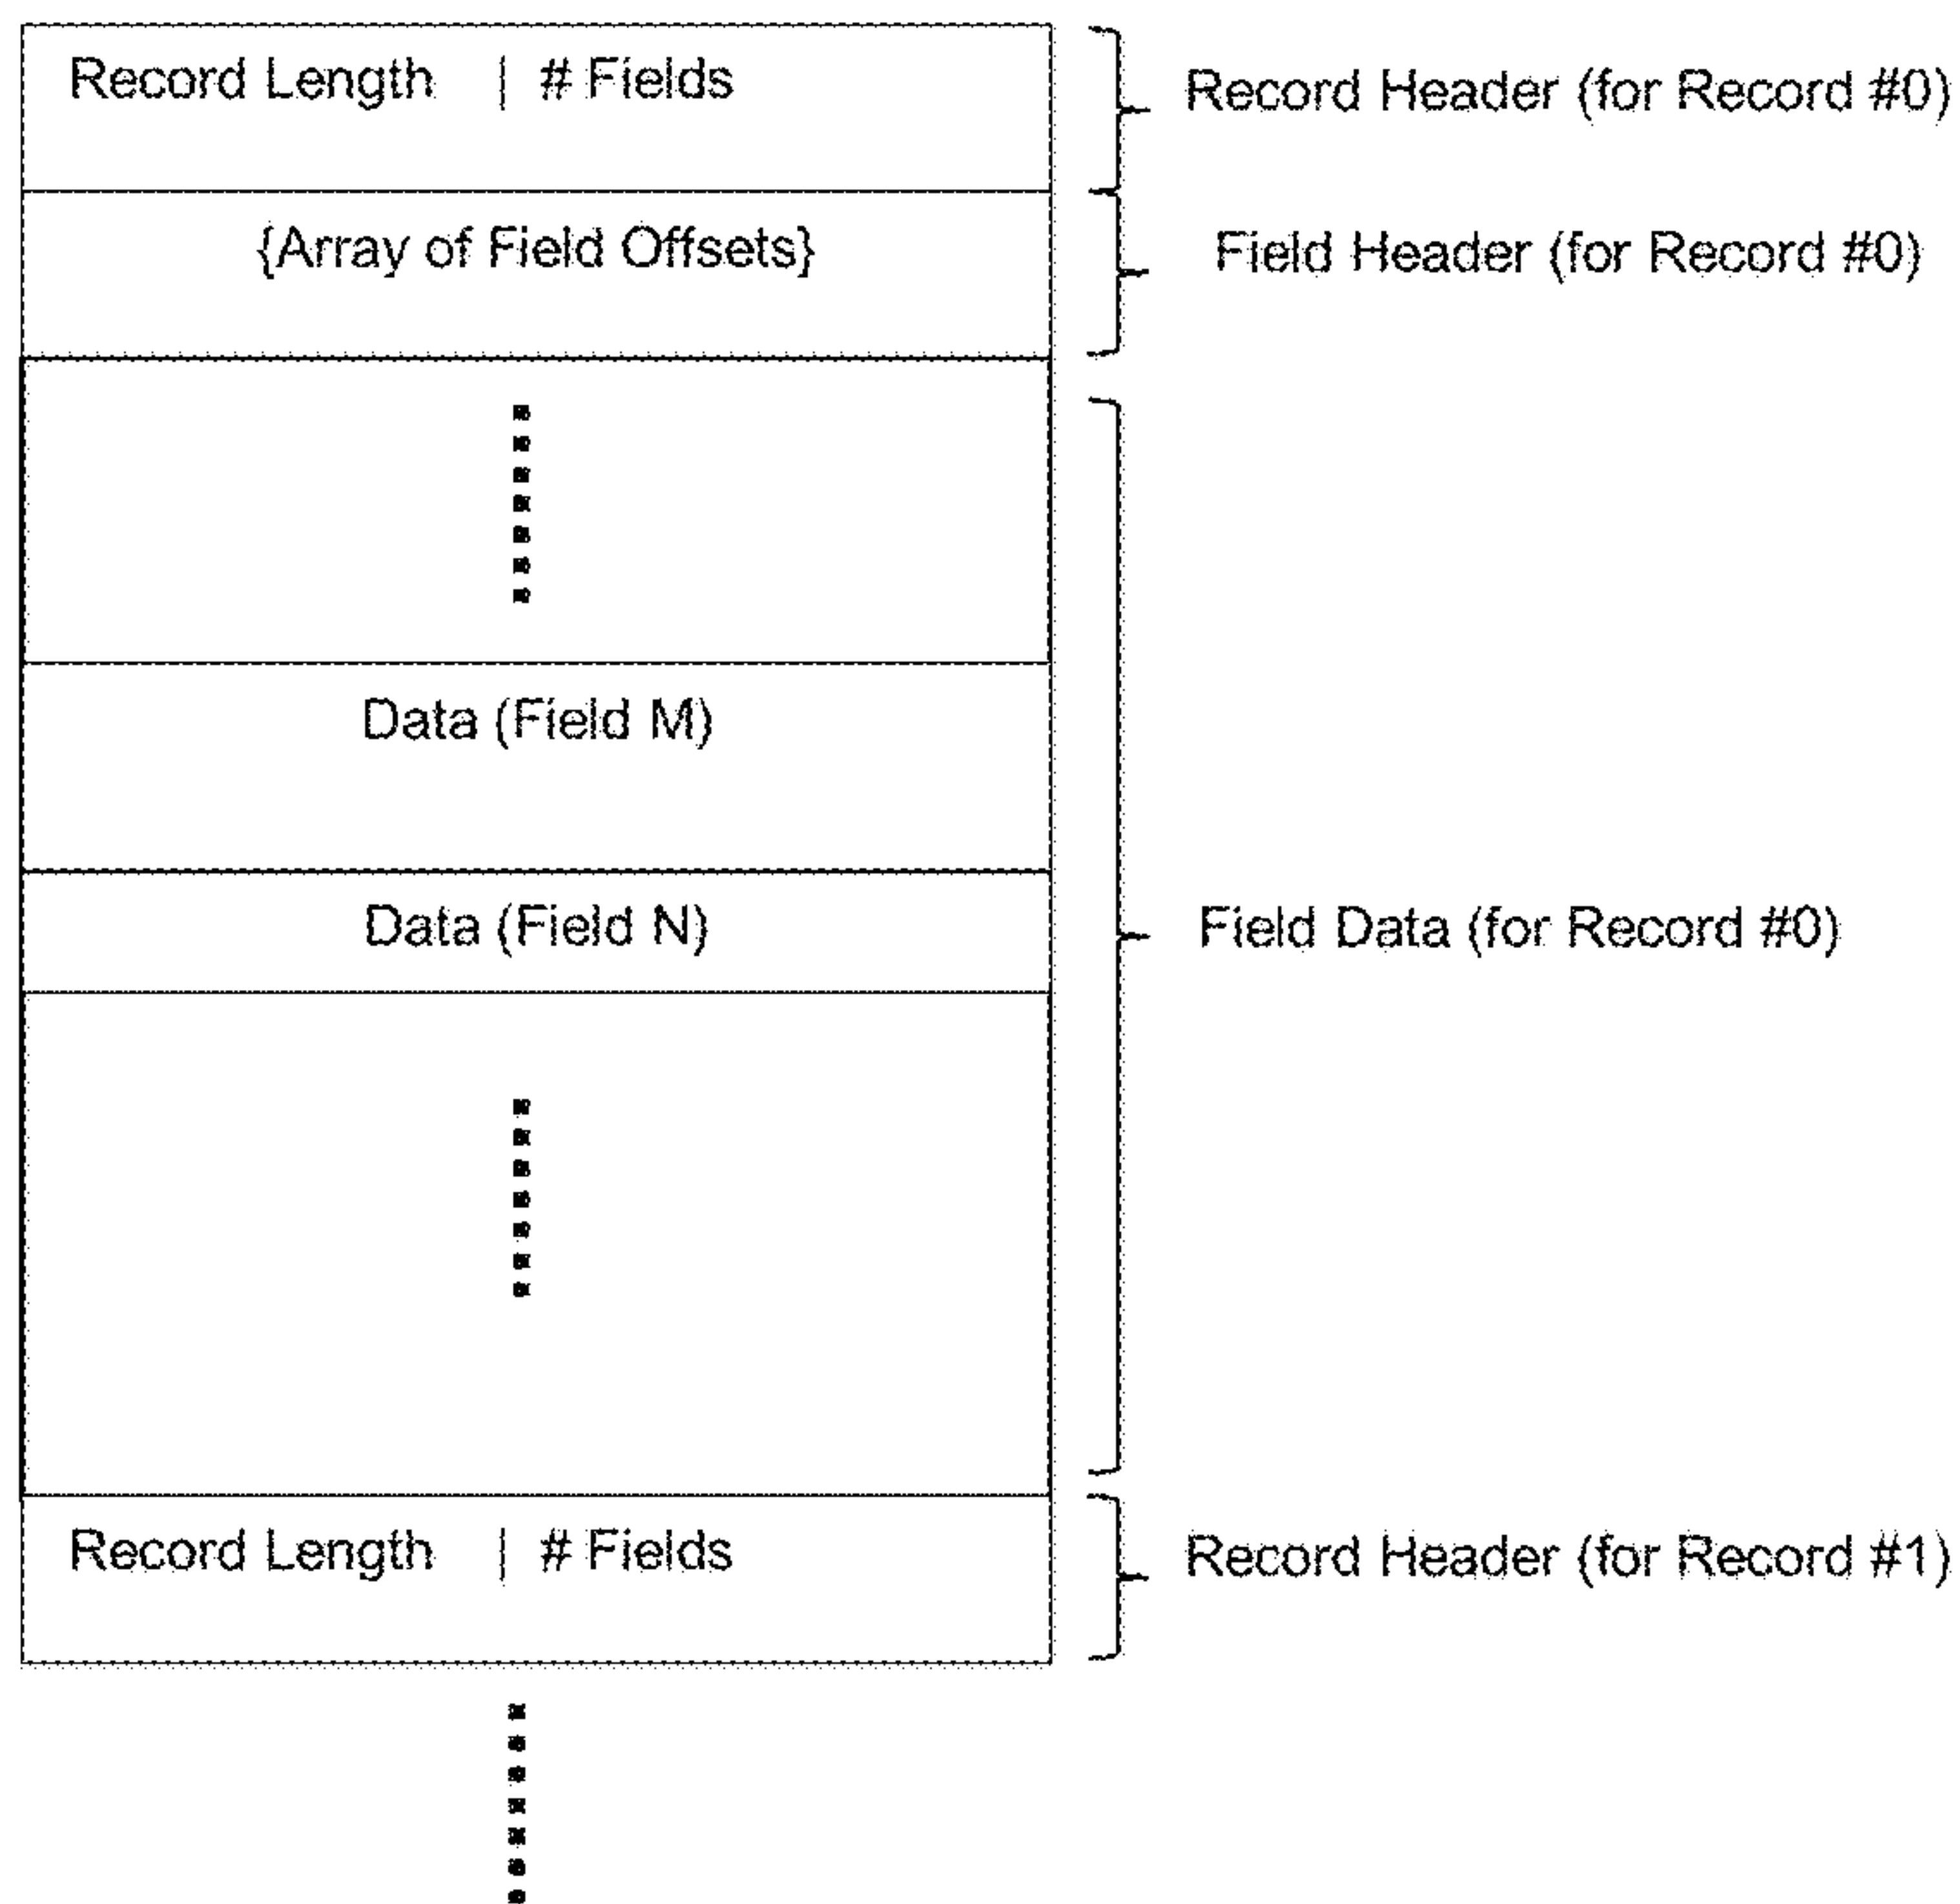 Record Length | # Fields
Record Header (for Record #0)
{Array of Field Offsets}
Field Header (for Record #0)
Data (Field M)
Data (Field N)
Field Data (for Record #0)
Record Length | # Fields
Record Header (for Record #1)